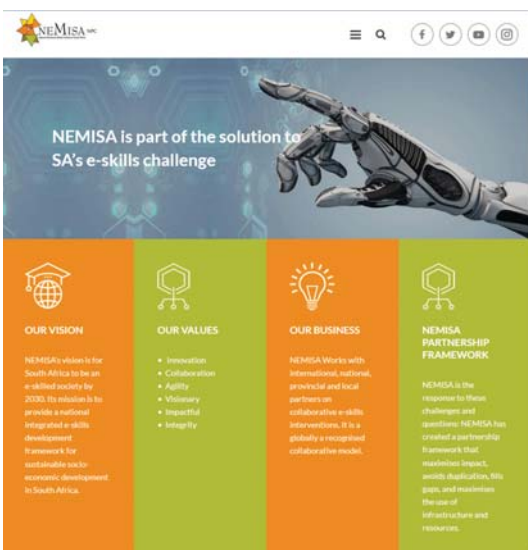 NEMISA NPC
NEMISA is part of the solution to
SA's e-skills challenge
OUR VISION
NEMISA's vision is for
South Africa to be an
e-skilled society by
2030. Its mission is to
provide a national
integrated e-skills
development
framework for
sustainable socio-
economic development
in South Africa.
OUR VALUES
• Innovation
• Collaboration
• Agility
• Visionary
• Impactful
• Integrity
OUR BUSINESS
NEMISA Works with
international, national,
provincial and local
partners on
collaborative e-skills
interventions. It is a
globally a recognised
collaborative model.
NEMISA
PARTNERSHIP
FRAMEWORK
NEMISA is the
response to these
challenges and
questions: NEMISA has
created a partnership
framework that
maximises impact,
avoids duplication, fills
gaps, and maximises
the use of
infrastructure and
resources.